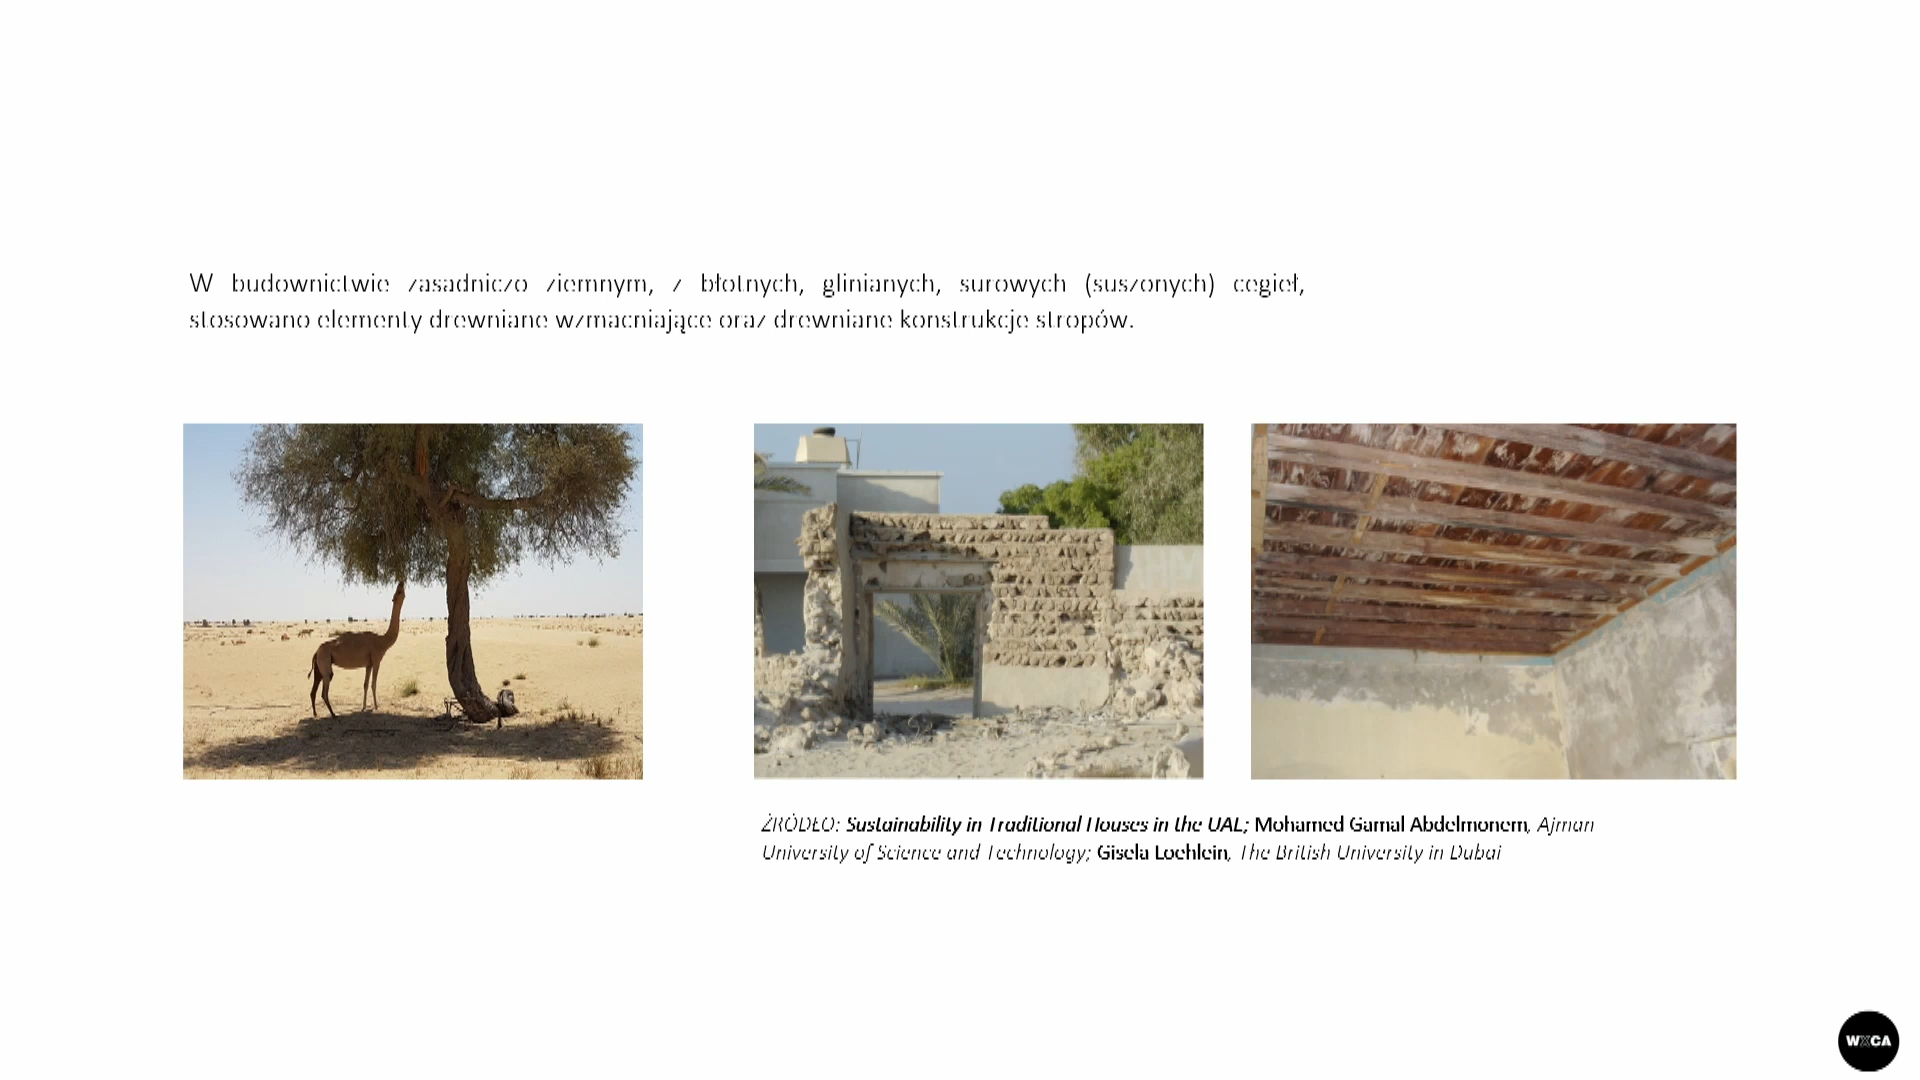 W budownictwie zasadniczo ziemnym, z błotnych, glinianych, surowych (suszonych) cegieł,
stosowano elementy drewniane wzmacniające oraz drewniane konstrukcje stropów.
ŹRÓDŁO: Sustainability in Traditional Houses in the UAE; Mohamed Gamal Abdelmonem, Ajman
University of Science and Technology; Gisela Loehlein, The British University in Dubai
WXCA